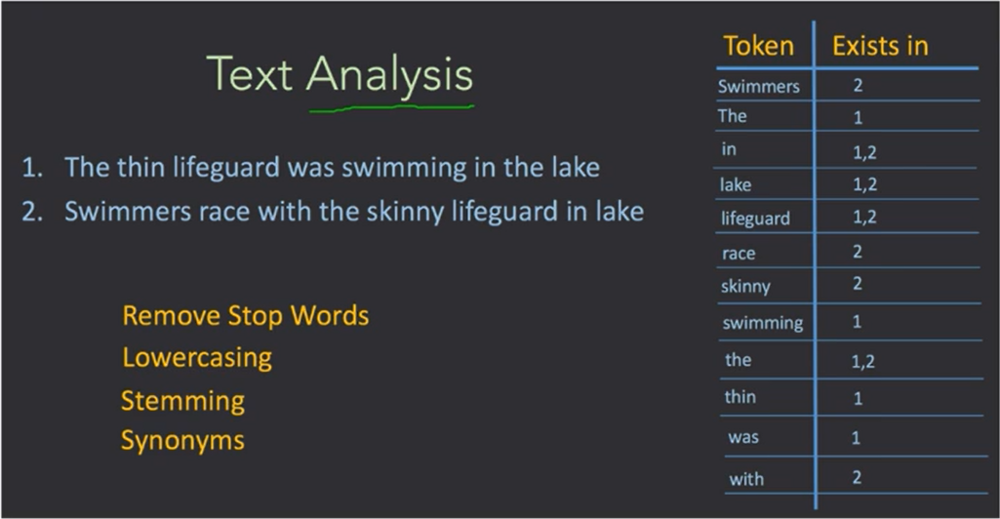 Text Analysis
1. The thin lifeguard was swimming in the lake
2. Swimmers race with the skinny lifeguard in lake
Remove Stop Words
Lowercasing
Stemming
Synonyms
Token Exists in
Swimmers 2
The 1
in 1,2
lake 1,2
lifeguard 1,2
race 2
skinny 2
swimming 1
the 1,2
thin 1
was 1
with 2